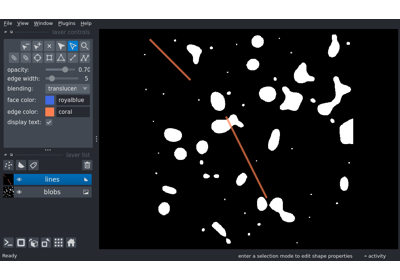 File View Window Plugins Help
layer controls
opacity: 0.70
edge width: 5
blending: translucen
face color: royalblue
edge color: coral
display text:
layer list
lines
blobs
Ready enter a selection mode to edit shape properties activity